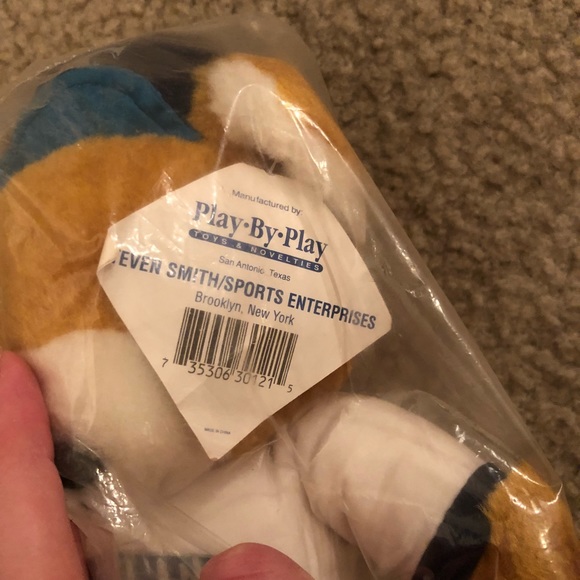 Manufactured by:
Play·By·Play
TOYS & NOVELTIES
San Antonio, Texas
EVEN SMITH/SPORTS ENTERPRISES
Brooklyn, New York
7 35306 30121 5